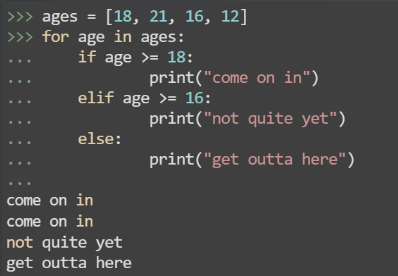 >>> ages = [18, 21, 16, 12]
>>> for age in ages:
...     if age >= 18:
...             print("come on in")
...     elif age >= 16:
...             print("not quite yet")
...     else:
...             print("get outta here")
...
come on in
come on in
not quite yet
get outta here